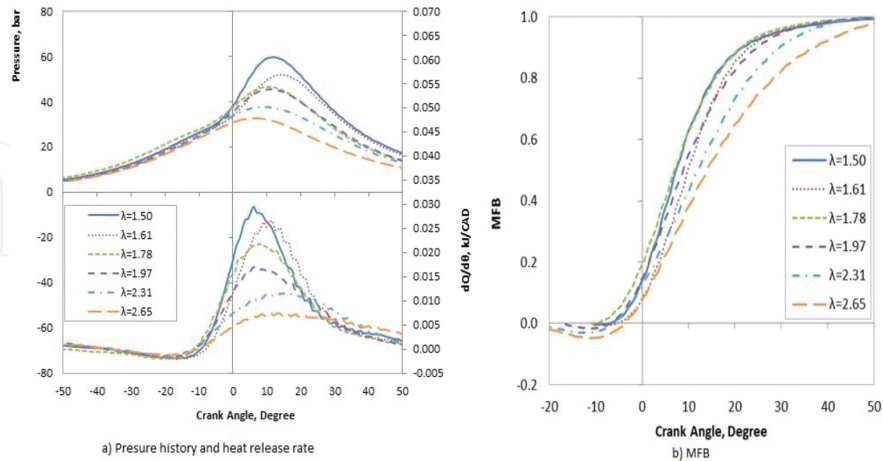 Pressure, bar
80
60
40
20
0
-20
-40
-60
-80
0.070
0.065
0.060
0.055
0.050
0.045
0.040
0.035
0.030
0.025
0.020
0.015
0.010
0.005
0.000
-0.005
dQ/dθ, kJ/CAD
λ=1.50
λ=1.61
λ=1.78
λ=1.97
λ=2.31
λ=2.65
-50 -40 -30 -20 -10 0 10 20 30 40 50
Crank Angle, Degree
a) Presure history and heat release rate
MFB
1.0
0.8
0.6
0.4
0.2
0.0
-0.2
λ=1.50
λ=1.61
λ=1.78
λ=1.97
λ=2.31
λ=2.65
-20 -10 0 10 20 30 40 50
Crank Angle, Degree
b) MFB